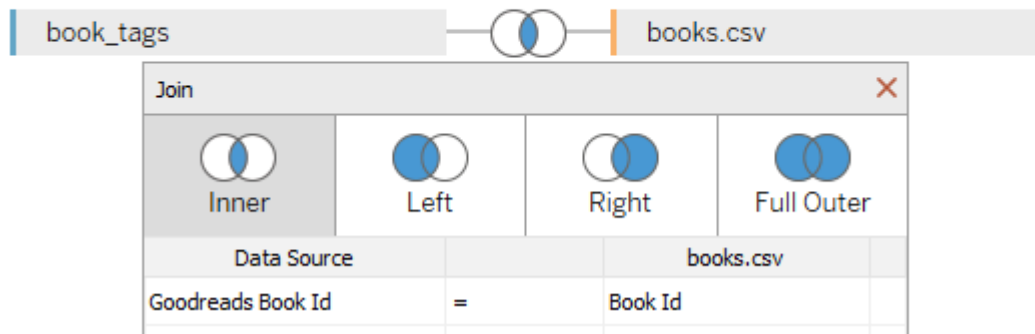 book_tags books.csv
Join
Inner Left Right Full Outer
Data Source books.csv
Goodreads Book Id = Book Id